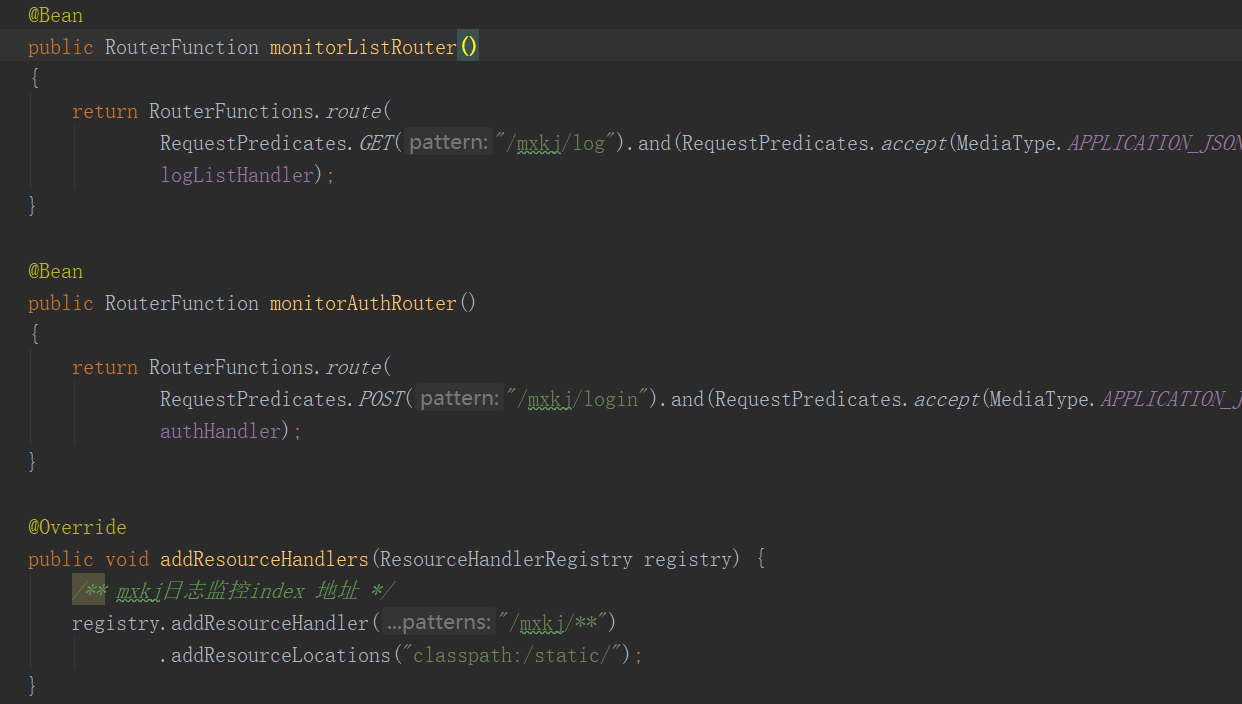 @Bean
public RouterFunction monitorListRouter()
{
return RouterFunctions.route(
RequestPredicates.GET( pattern: "/mxkj/log").and(RequestPredicates.accept(MediaType.APPLICATION_JSON
logListHandler);
}
@Bean
public RouterFunction monitorAuthRouter()
{
return RouterFunctions.route(
RequestPredicates.POST( pattern: "/mxkj/login").and(RequestPredicates.accept(MediaType.APPLICATION_J
authHandler);
}
@Override
public void addResourceHandlers(ResourceHandlerRegistry registry) {
/** mxkj日志监控index 地址 */
registry.addResourceHandler( ...patterns: "/mxkj/**")
.addResourceLocations("classpath:/static/");
}